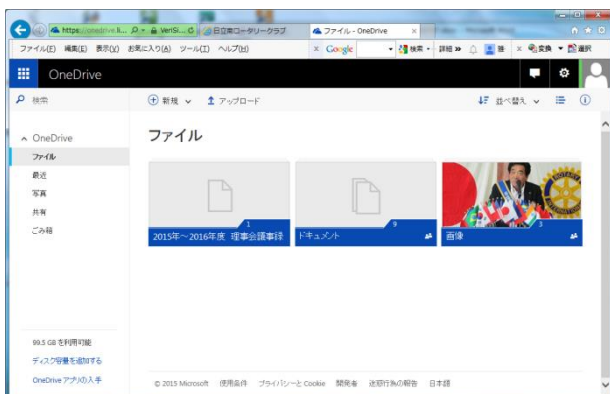 https://onedrive.li...
VeriSi...
日立南ロータリークラブ
ファイル - OneDrive
ファイル(F) 編集(E) 表示(V) お気に入り(A) ツール(T) ヘルプ(H)
Google
検索
詳細 »
変換
選択
OneDrive
検索
新規
アップロード
並べ替え
OneDrive
ファイル
最近
写真
共有
ごみ箱
ファイル
1
2015年～2016年度 理事会議事録
9
ドキュメント
ROTARY
INTERNATIONAL
3
画像
99.5 GB を利用可能
ディスク容量を追加する
OneDrive アプリの入手
© 2015 Microsoft 使用条件 プライバシーと Cookie 開発者 迷惑行為の報告 日本語